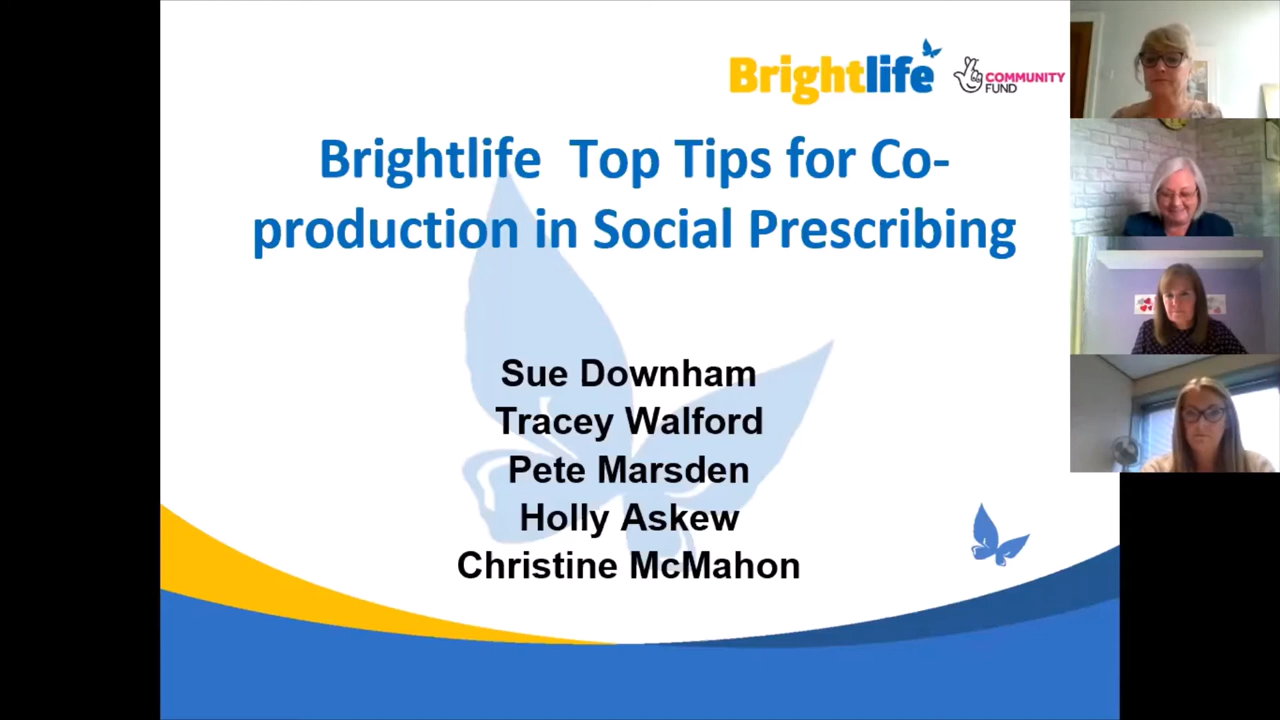 Brightlife
COMMUNITY
FUND
Brightlife Top Tips for Co-
production in Social Prescribing
Sue Downham
Tracey Walford
Pete Marsden
Holly Askew
Christine McMahon